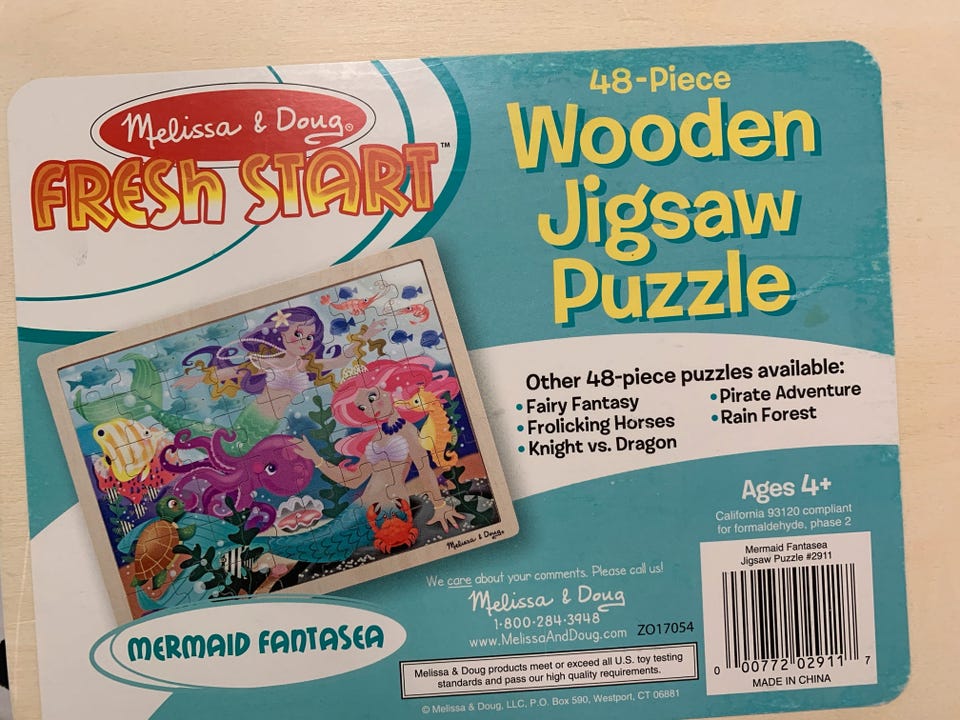 Melissa & Doug®
FRESH START™
48-Piece
Wooden
Jigsaw
Puzzle
Other 48-piece puzzles available:
• Fairy Fantasy
• Frolicking Horses
• Knight vs. Dragon
• Pirate Adventure
• Rain Forest
Ages 4+
California 93120 compliant
for formaldehyde, phase 2
Mermaid Fantasea
Jigsaw Puzzle #2911
0 00772 02911 7
MADE IN CHINA
Melissa & Doug®
MERMAID FANTASEA
We care about your comments. Please call us!
Melissa & Doug
1-800-284-3948
www.MelissaAndDoug.com
ZO17054
Melissa & Doug products meet or exceed all U.S. toy testing
standards and pass our high quality requirements.
© Melissa & Doug, LLC, P.O. Box 590, Westport, CT 06881